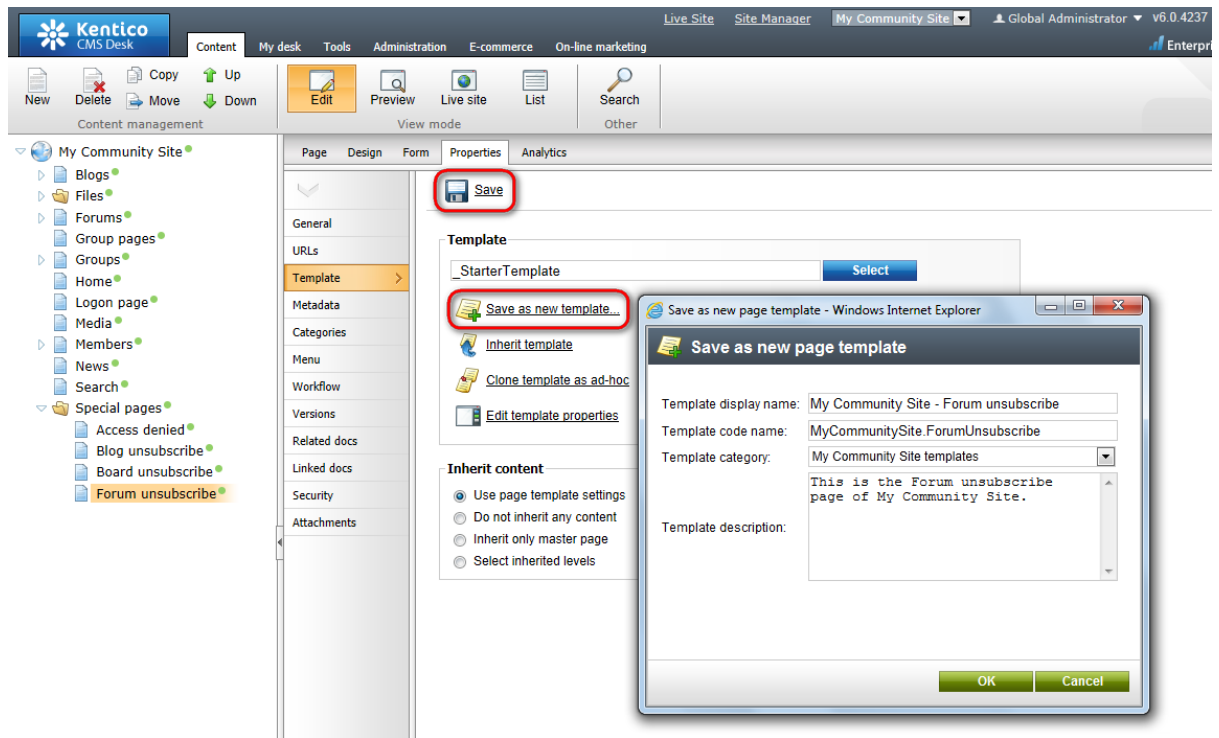 Kentico
CMS Desk
Live Site Site Manager My Community Site Global Administrator v6.0.4237
Content My desk Tools Administration E-commerce On-line marketing
New Delete Copy Move Up Down
Content management
Edit Preview Live site List
View mode
Search
Other
My Community Site
Blogs
Files
Forums
Group pages
Groups
Home
Logon page
Media
Members
News
Search
Special pages
Access denied
Blog unsubscribe
Board unsubscribe
Forum unsubscribe
Page Design Form Properties Analytics
General
URLs
Template >
Metadata
Categories
Menu
Workflow
Versions
Related docs
Linked docs
Security
Attachments
Save
Template
_StarterTemplate Select
Save as new template...
Inherit template
Clone template as ad-hoc
Edit template properties
Inherit content
Use page template settings
Do not inherit any content
Inherit only master page
Select inherited levels
Save as new page template - Windows Internet Explorer
Save as new page template
Template display name: My Community Site - Forum unsubscribe
Template code name: MyCommunitySite.ForumUnsubscribe
Template category: My Community Site templates
Template description: This is the Forum unsubscribe
page of My Community Site.
OK Cancel